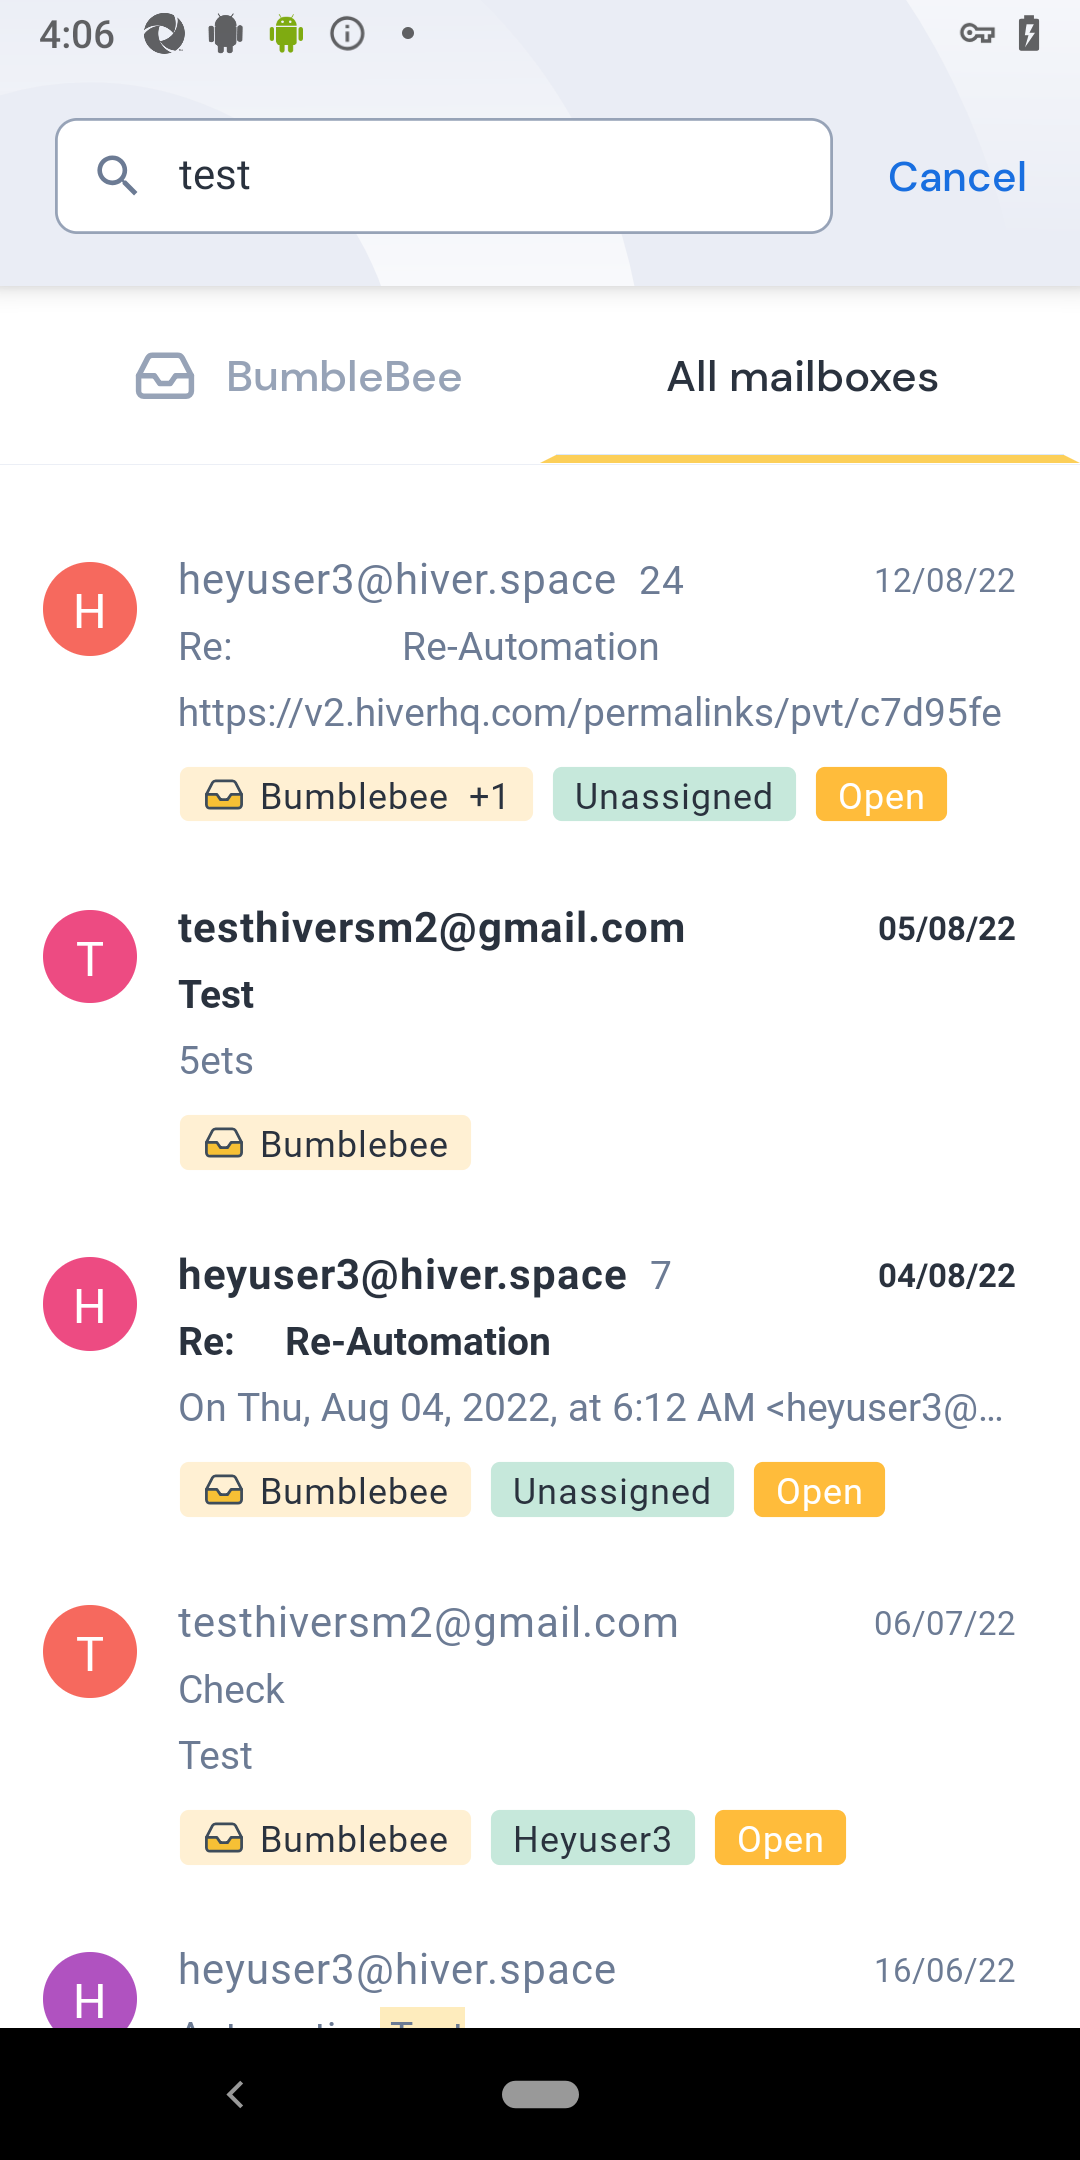 4:06
test
Cancel
BumbleBee
All mailboxes
H
heyuser3@hiver.space 24
12/08/22
Re: Re-Automation
https://v2.hiverhq.com/permalinks/pvt/c7d95fe
Bumblebee +1
Unassigned
Open
T
testhiversm2@gmail.com
05/08/22
Test
5ets
Bumblebee
H
heyuser3@hiver.space 7
04/08/22
Re: Re-Automation
On Thu, Aug 04, 2022, at 6:12 AM <heyuser3@...
Bumblebee
Unassigned
Open
T
testhiversm2@gmail.com
06/07/22
Check
Test
Bumblebee
Heyuser3
Open
H
heyuser3@hiver.space
16/06/22